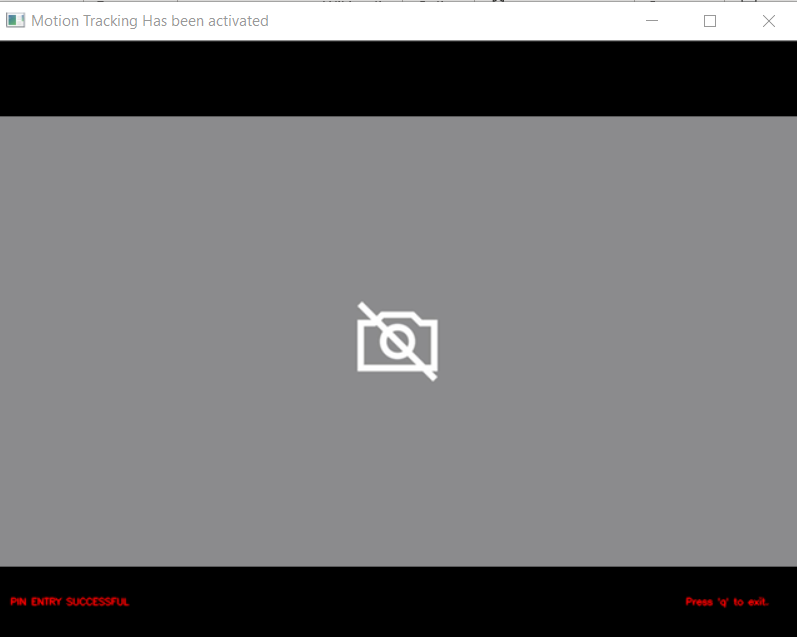 Motion Tracking Has been activated
PIN ENTRY SUCCESSFUL
Press 'q' to exit.